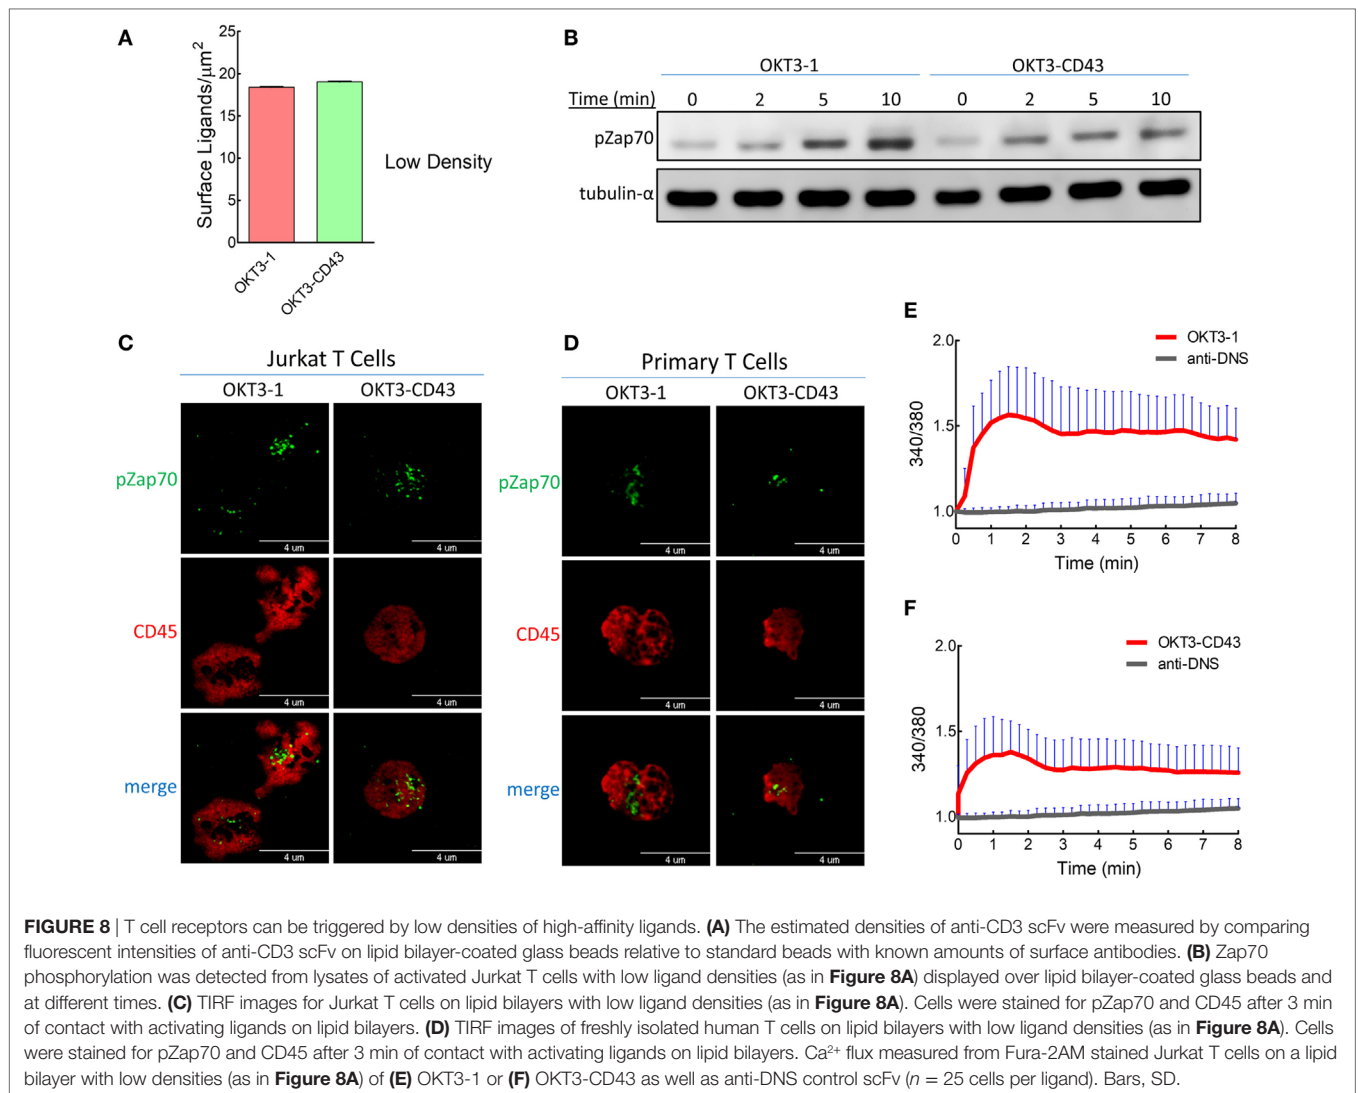 A
25
20
15
10
5
0
Surface Ligands/μm²
OKT3-1
OKT3-CD43
Low Density
B
OKT3-1 OKT3-CD43
Time (min) 0 2 5 10 0 2 5 10
pZap70
tubulin-α
C
Jurkat T Cells
OKT3-1 OKT3-CD43
pZap70
4 um 4 um
CD45
4 um 4 um
merge
4 um 4 um
D
Primary T Cells
OKT3-1 OKT3-CD43
pZap70
4 um 4 um
CD45
4 um 4 um
merge
4 um 4 um
E
2.0
1.5
1.0
340/380
OKT3-1
anti-DNS
0 1 2 3 4 5 6 7 8
Time (min)
F
2.0
1.5
1.0
340/380
OKT3-CD43
anti-DNS
0 1 2 3 4 5 6 7 8
Time (min)
FIGURE 8 | T cell receptors can be triggered by low densities of high-affinity ligands. (A) The estimated densities of anti-CD3 scFv were measured by comparing
fluorescent intensities of anti-CD3 scFv on lipid bilayer-coated glass beads relative to standard beads with known amounts of surface antibodies. (B) Zap70
phosphorylation was detected from lysates of activated Jurkat T cells with low ligand densities (as in Figure 8A) displayed over lipid bilayer-coated glass beads and
at different times. (C) TIRF images for Jurkat T cells on lipid bilayers with low ligand densities (as in Figure 8A). Cells were stained for pZap70 and CD45 after 3 min
of contact with activating ligands on lipid bilayers. (D) TIRF images of freshly isolated human T cells on lipid bilayers with low ligand densities (as in Figure 8A). Cells
were stained for pZap70 and CD45 after 3 min of contact with activating ligands on lipid bilayers. Ca²⁺ flux measured from Fura-2AM stained Jurkat T cells on a lipid
bilayer with low densities (as in Figure 8A) of (E) OKT3-1 or (F) OKT3-CD43 as well as anti-DNS control scFv (n = 25 cells per ligand). Bars, SD.